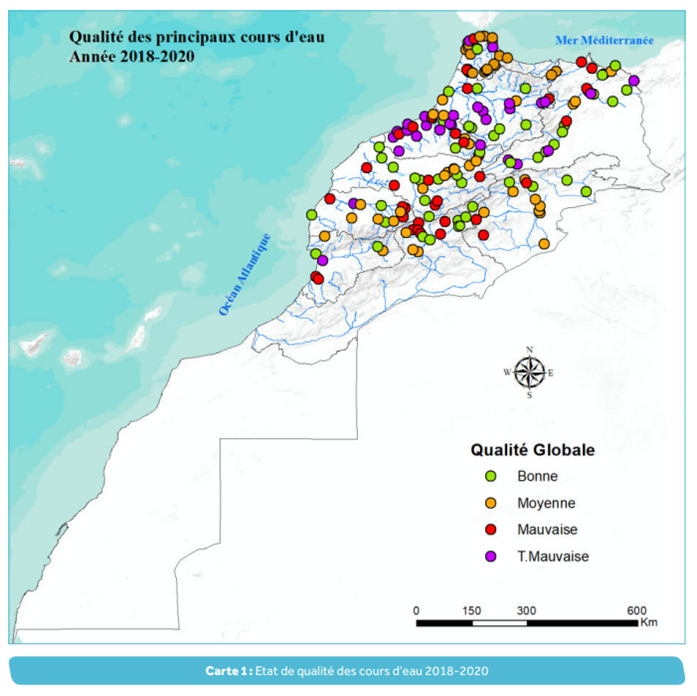 Qualité des principaux cours d'eau
Année 2018-2020
Mer Méditerranée
Océan Atlantique
N
W E
S
Qualité Globale
Bonne
Moyenne
Mauvaise
T.Mauvaise
0 150 300 600
Km
Carte 1 : Etat de qualité des cours d'eau 2018-2020